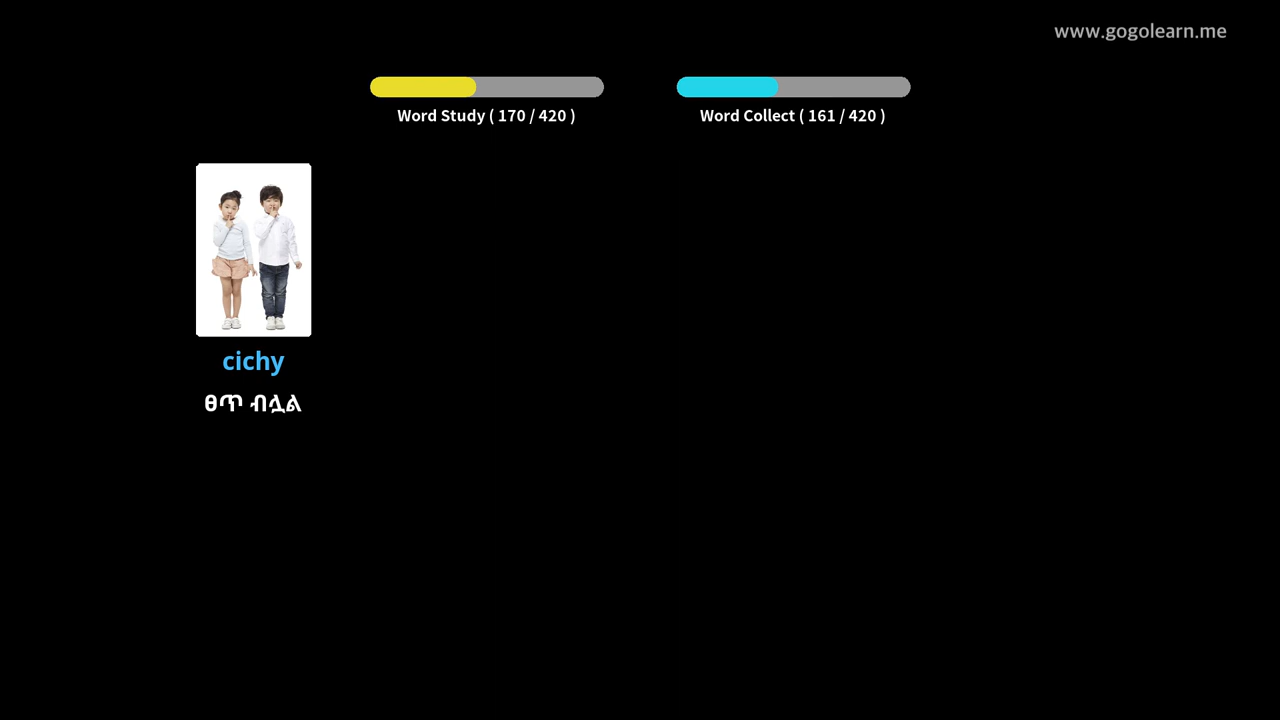 www.gogolearn.me
Word Study ( 170 / 420 )
Word Collect ( 161 / 420 )
cichy
ፀጥ ብሏል